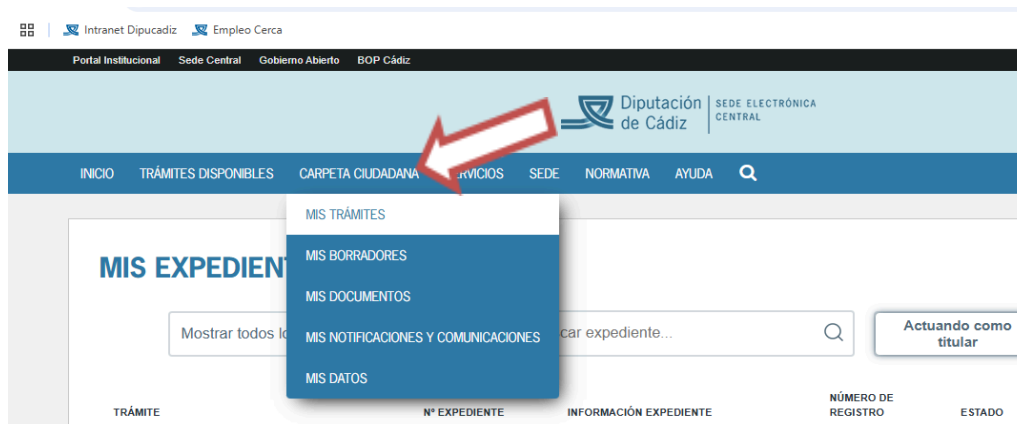 Intranet Dipucadiz Empleo Cerca
Portal Institucional Sede Central Gobierno Abierto BOP Cádiz
Diputación
de Cádiz
SEDE ELECTRÓNICA
CENTRAL
INICIO TRÁMITES DISPONIBLES CARPETA CIUDADANA SEDE NORMATIVA AYUDA
MIS TRÁMITES
MIS BORRADORES
MIS DOCUMENTOS
MIS NOTIFICACIONES Y COMUNICACIONES
MIS DATOS
MIS EXPEDIEN
Mostrar todos car expediente...
Actuando como
titular
TRÁMITE Nº EXPEDIENTE INFORMACIÓN EXPEDIENTE NÚMERO DE
REGISTRO ESTADO